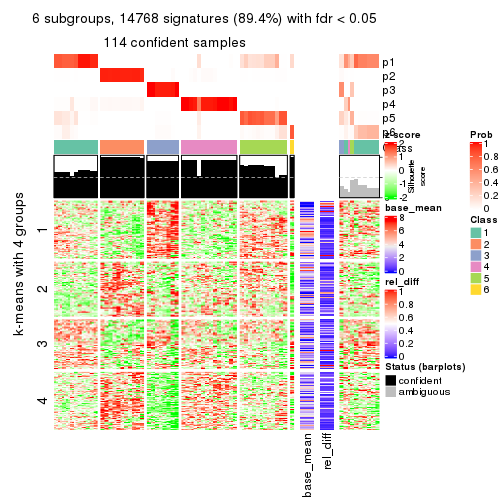 6 subgroups, 14768 signatures (89.4%) with fdr < 0.05
114 confident samples
p1
p2
p3
p4
p5
p6
Class
z-score
2
1
0
-1
-2
Silhouette
score
Prob
1
0.8
0.6
0.4
0.2
0
base_mean
8
6
4
2
0
Class
1
2
3
4
5
6
rel_diff
1
0.8
0.6
0.4
0.2
0
Status (barplots)
confident
ambiguous
k-means with 4 groups
1
2
3
4
base_mean
rel_diff